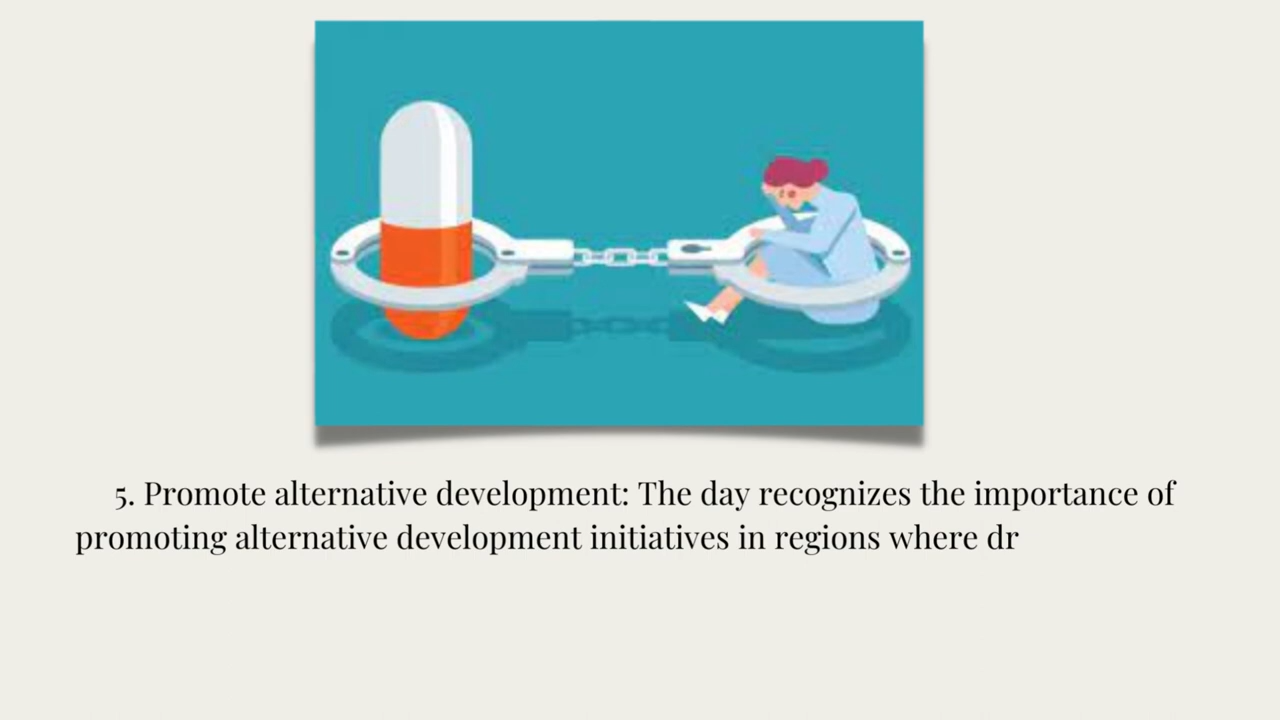 5. Promote alternative development: The day recognizes the importance of
promoting alternative development initiatives in regions where dr